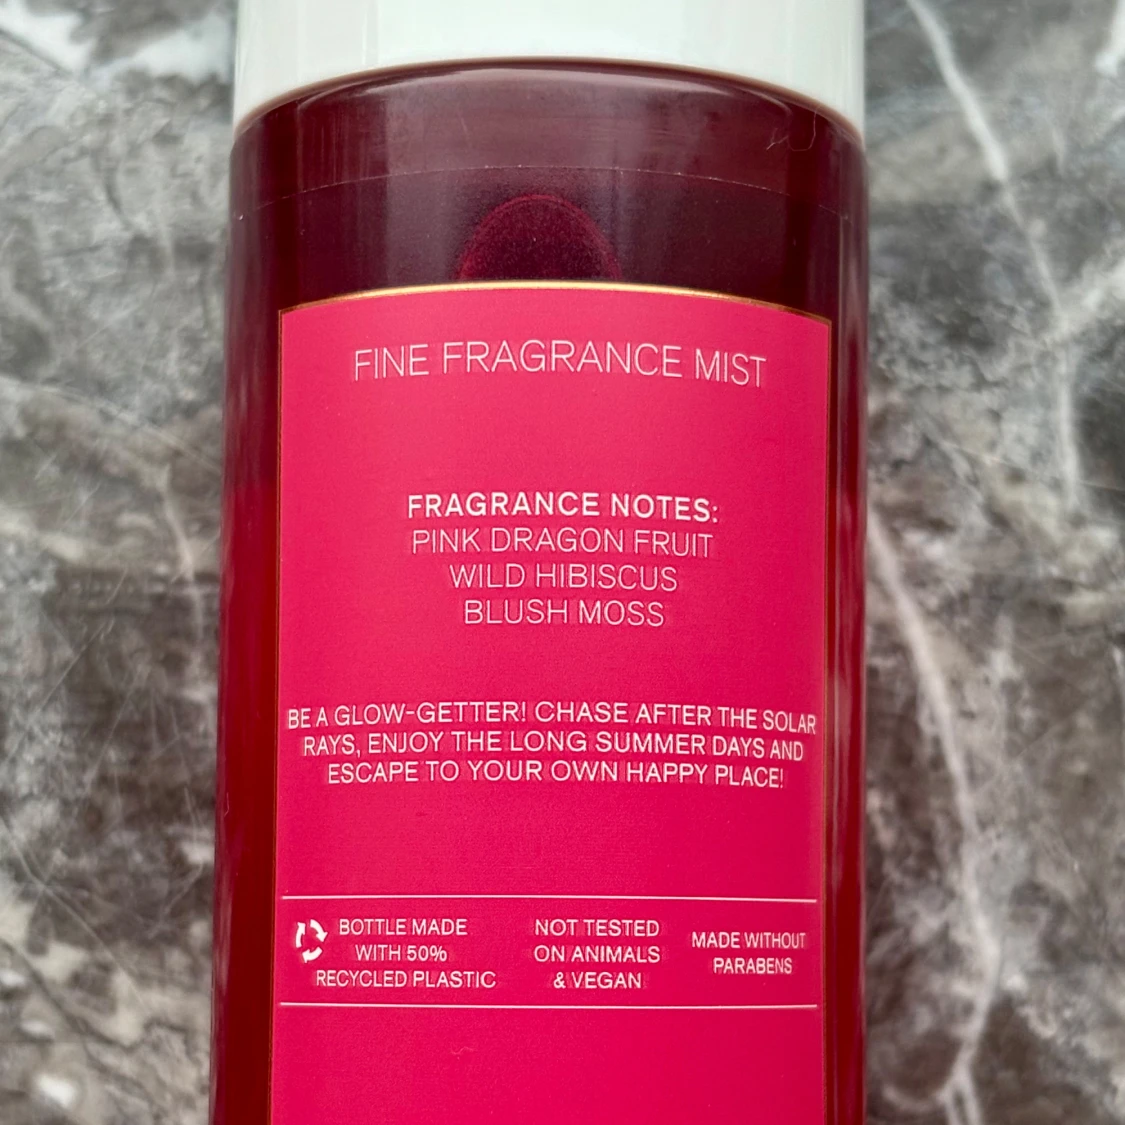 FINE FRAGRANCE MIST
FRAGRANCE NOTES:
PINK DRAGON FRUIT
WILD HIBISCUS
BLUSH MOSS
BE A GLOW-GETTER! CHASE AFTER THE SOLAR
RAYS, ENJOY THE LONG SUMMER DAYS AND
ESCAPE TO YOUR OWN HAPPY PLACE!
BOTTLE MADE
WITH 50%
RECYCLED PLASTIC
NOT TESTED
ON ANIMALS
& VEGAN
MADE WITHOUT
PARABENS